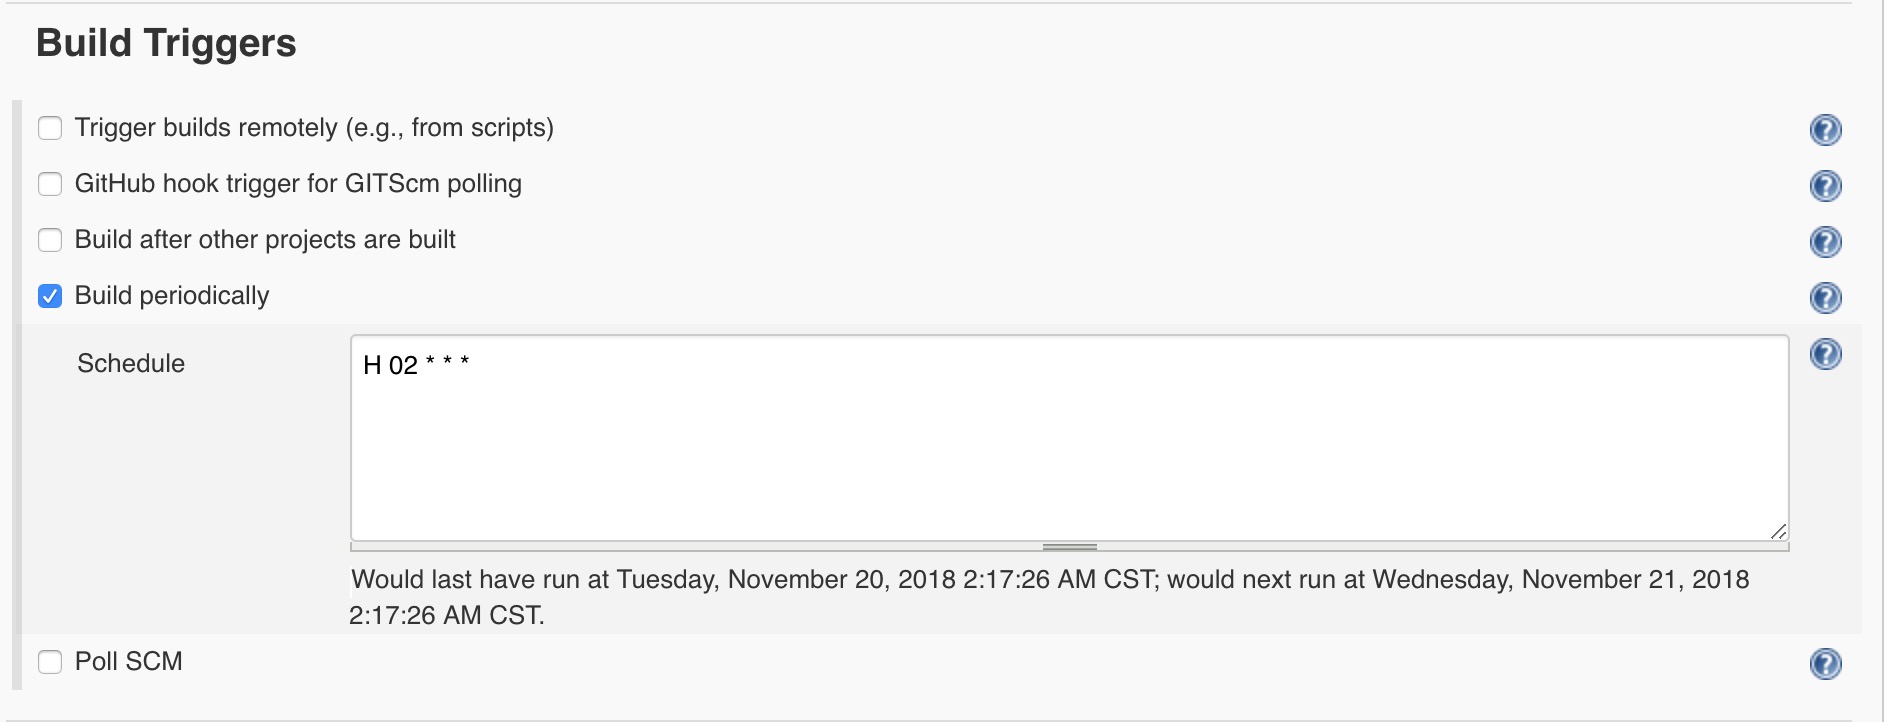 Build Triggers
Trigger builds remotely (e.g., from scripts)
?
GitHub hook trigger for GITScm polling
?
Build after other projects are built
?
Build periodically
?
Schedule
H 02 * * *
?
Would last have run at Tuesday, November 20, 2018 2:17:26 AM CST; would next run at Wednesday, November 21, 2018
2:17:26 AM CST.
Poll SCM
?